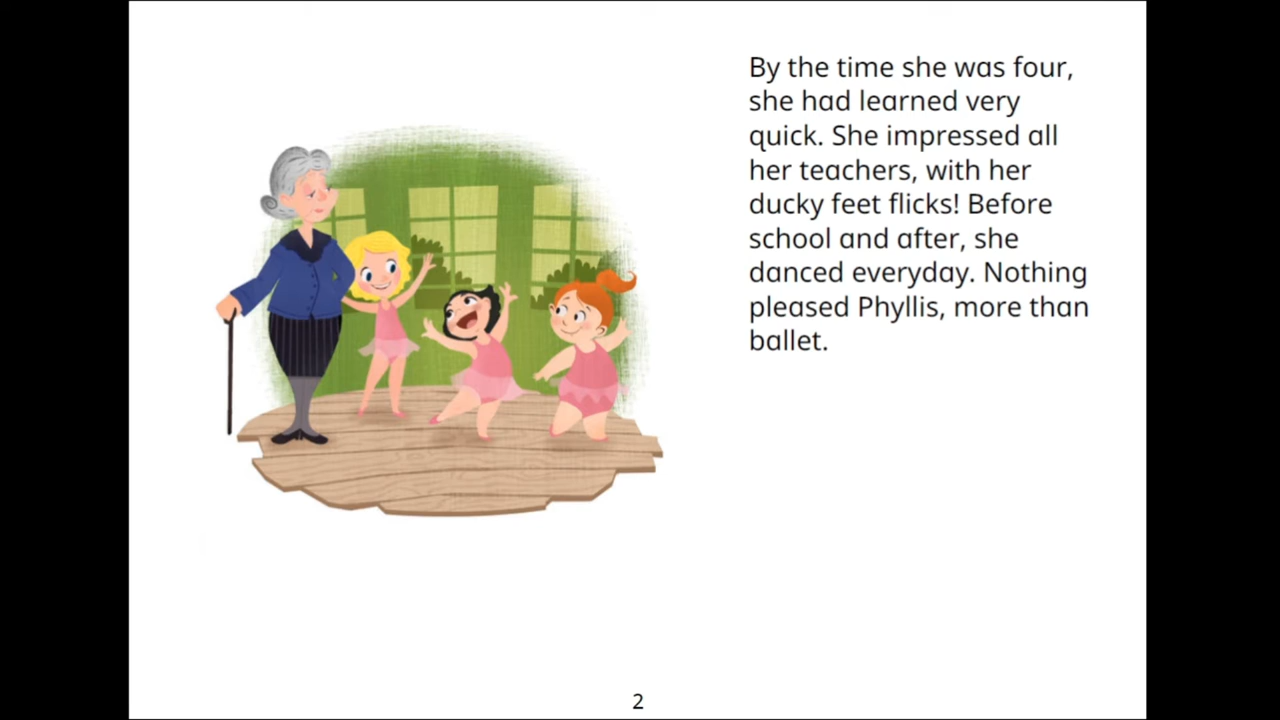 By the time she was four,
she had learned very
quick. She impressed all
her teachers, with her
ducky feet flicks! Before
school and after, she
danced everyday. Nothing
pleased Phyllis, more than
ballet.
2